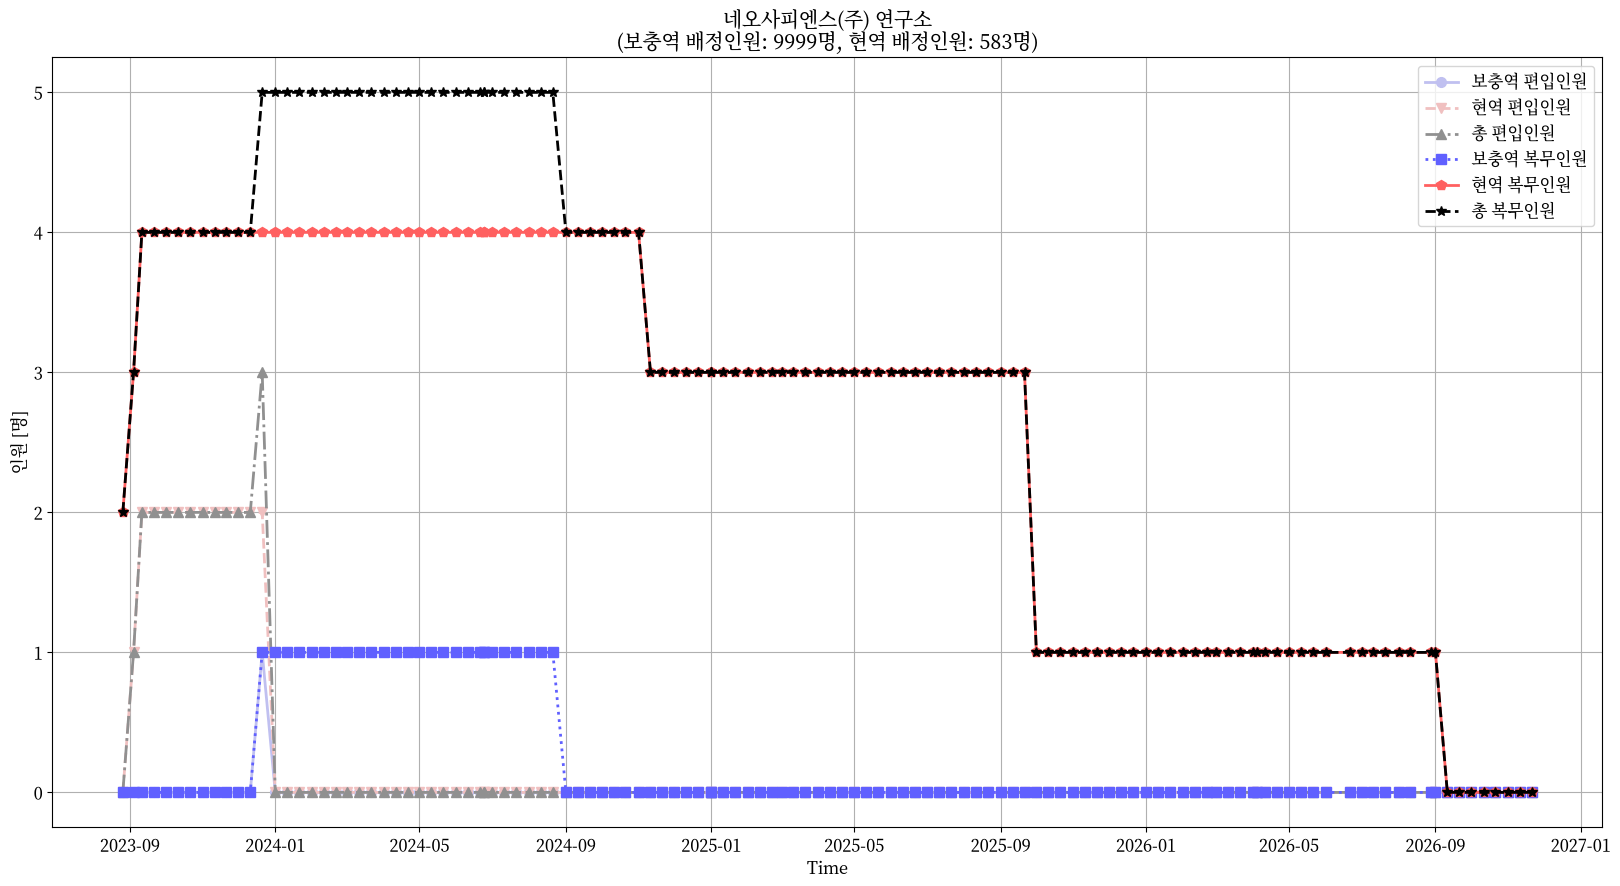 네오사피엔스(주) 연구소
(보충역 배정인원: 9999명, 현역 배정인원: 583명)
보충역 편입인원
현역 편입인원
총 편입인원
보충역 복무인원
현역 복무인원
총 복무인원
인원 [명]
5
4
3
2
1
0
2023-09
2024-01
2024-05
2024-09
2025-01
2025-05
2025-09
2026-01
2026-05
2026-09
2027-01
Time